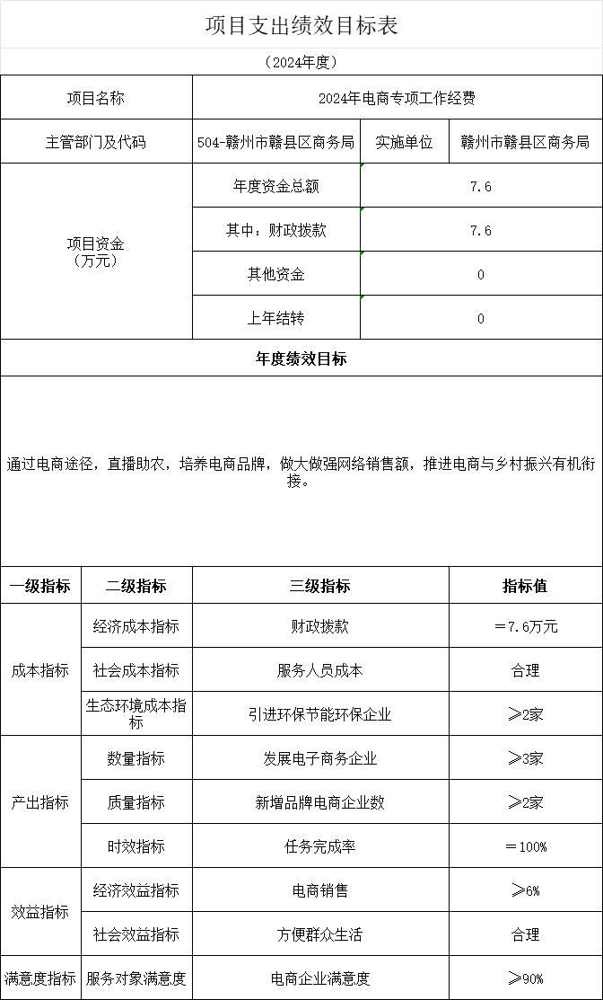 项目支出绩效目标表
（2024年度）
项目名称 2024年电商专项工作经费
主管部门及代码 504-赣州市赣县区商务局 实施单位 赣州市赣县区商务局
项目资金
（万元）
年度资金总额 7.6
其中：财政拨款 7.6
其他资金 0
上年结转 0
年度绩效目标
通过电商途径，直播助农，培养电商品牌，做大做强网络销售额，推进电商与乡村振兴有机衔
接。
一级指标 二级指标 三级指标 指标值
成本指标 经济成本指标 财政拨款 ＝7.6万元
社会成本指标 服务人员成本 合理
生态环境成本指
标 引进环保节能环保企业 ≥2家
产出指标 数量指标 发展电子商务企业 ≥3家
质量指标 新增品牌电商企业数 ≥2家
时效指标 任务完成率 ＝100%
效益指标 经济效益指标 电商销售 ≥6%
社会效益指标 方便群众生活 合理
满意度指标 服务对象满意度 电商企业满意度 ≥90%